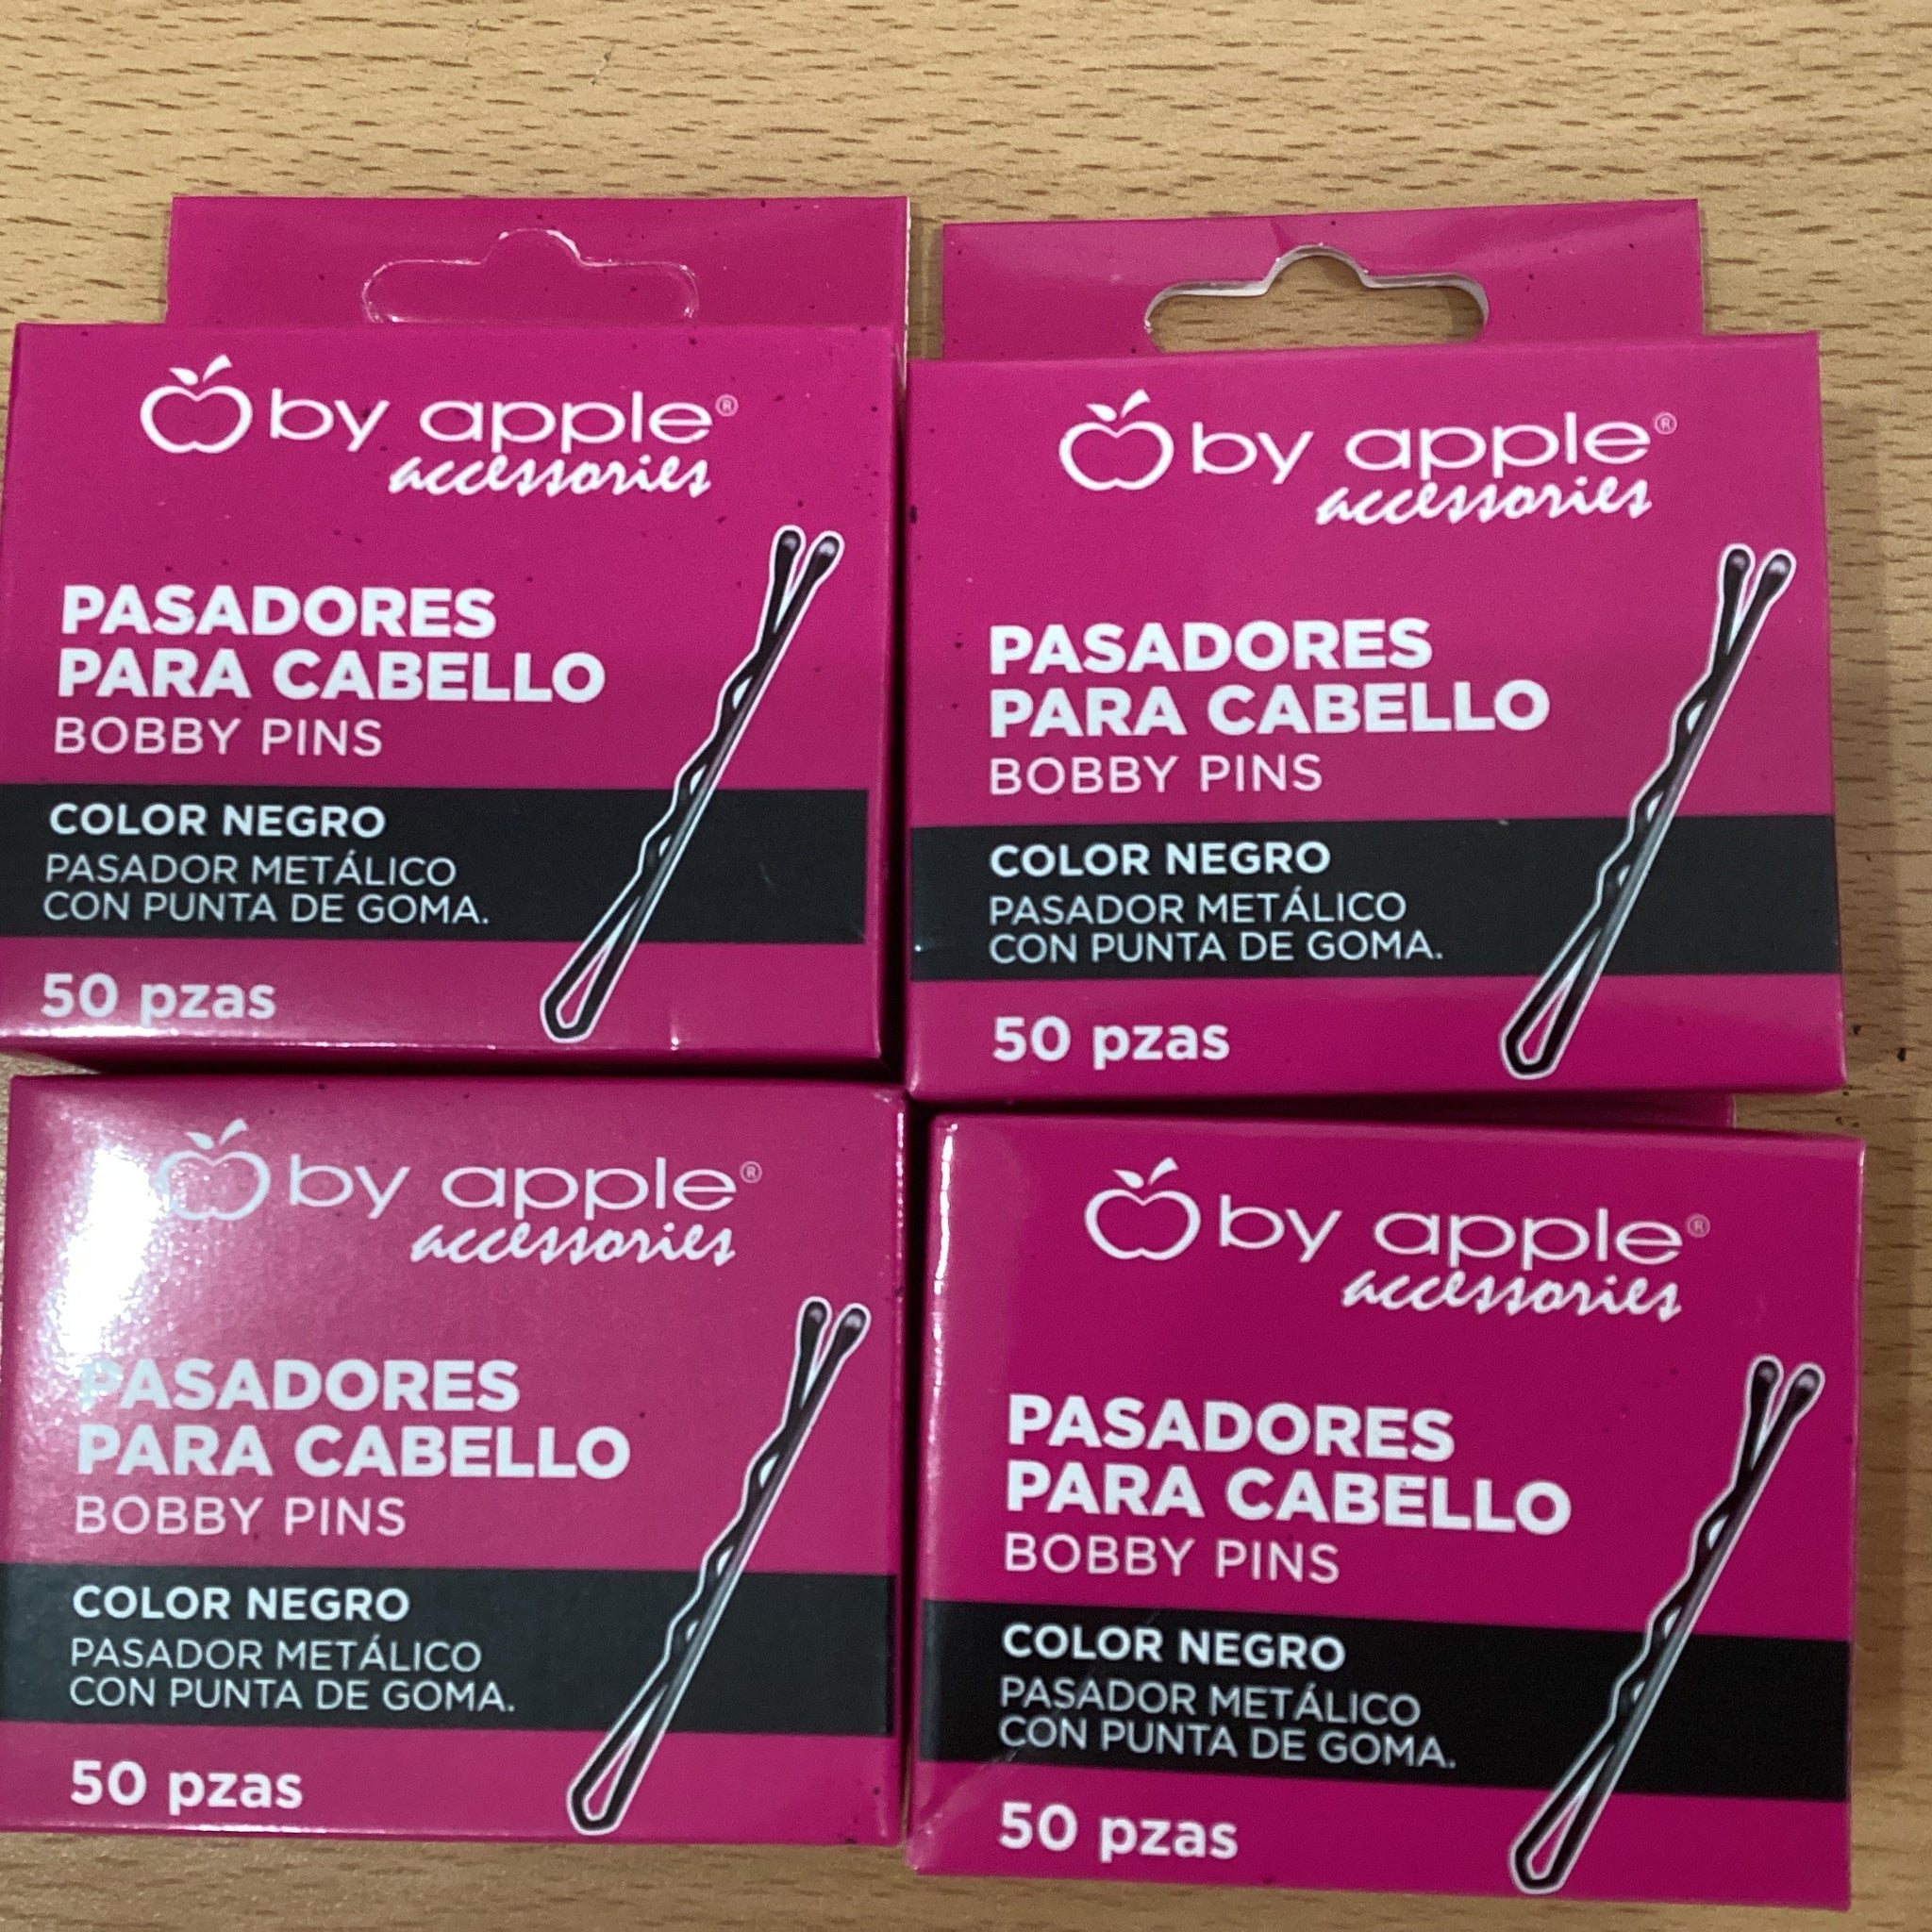 by apple®
accessories
PASADORES
PARA CABELLO
BOBBY PINS
COLOR NEGRO
PASADOR METÁLICO
CON PUNTA DE GOMA.
50 pzas
by apple®
accessories
PASADORES
PARA CABELLO
BOBBY PINS
COLOR NEGRO
PASADOR METÁLICO
CON PUNTA DE GOMA.
50 pzas
by apple®
accessories
PASADORES
PARA CABELLO
BOBBY PINS
COLOR NEGRO
PASADOR METÁLICO
CON PUNTA DE GOMA.
50 pzas
by apple®
accessories
PASADORES
PARA CABELLO
BOBBY PINS
COLOR NEGRO
PASADOR METÁLICO
CON PUNTA DE GOMA.
50 pzas